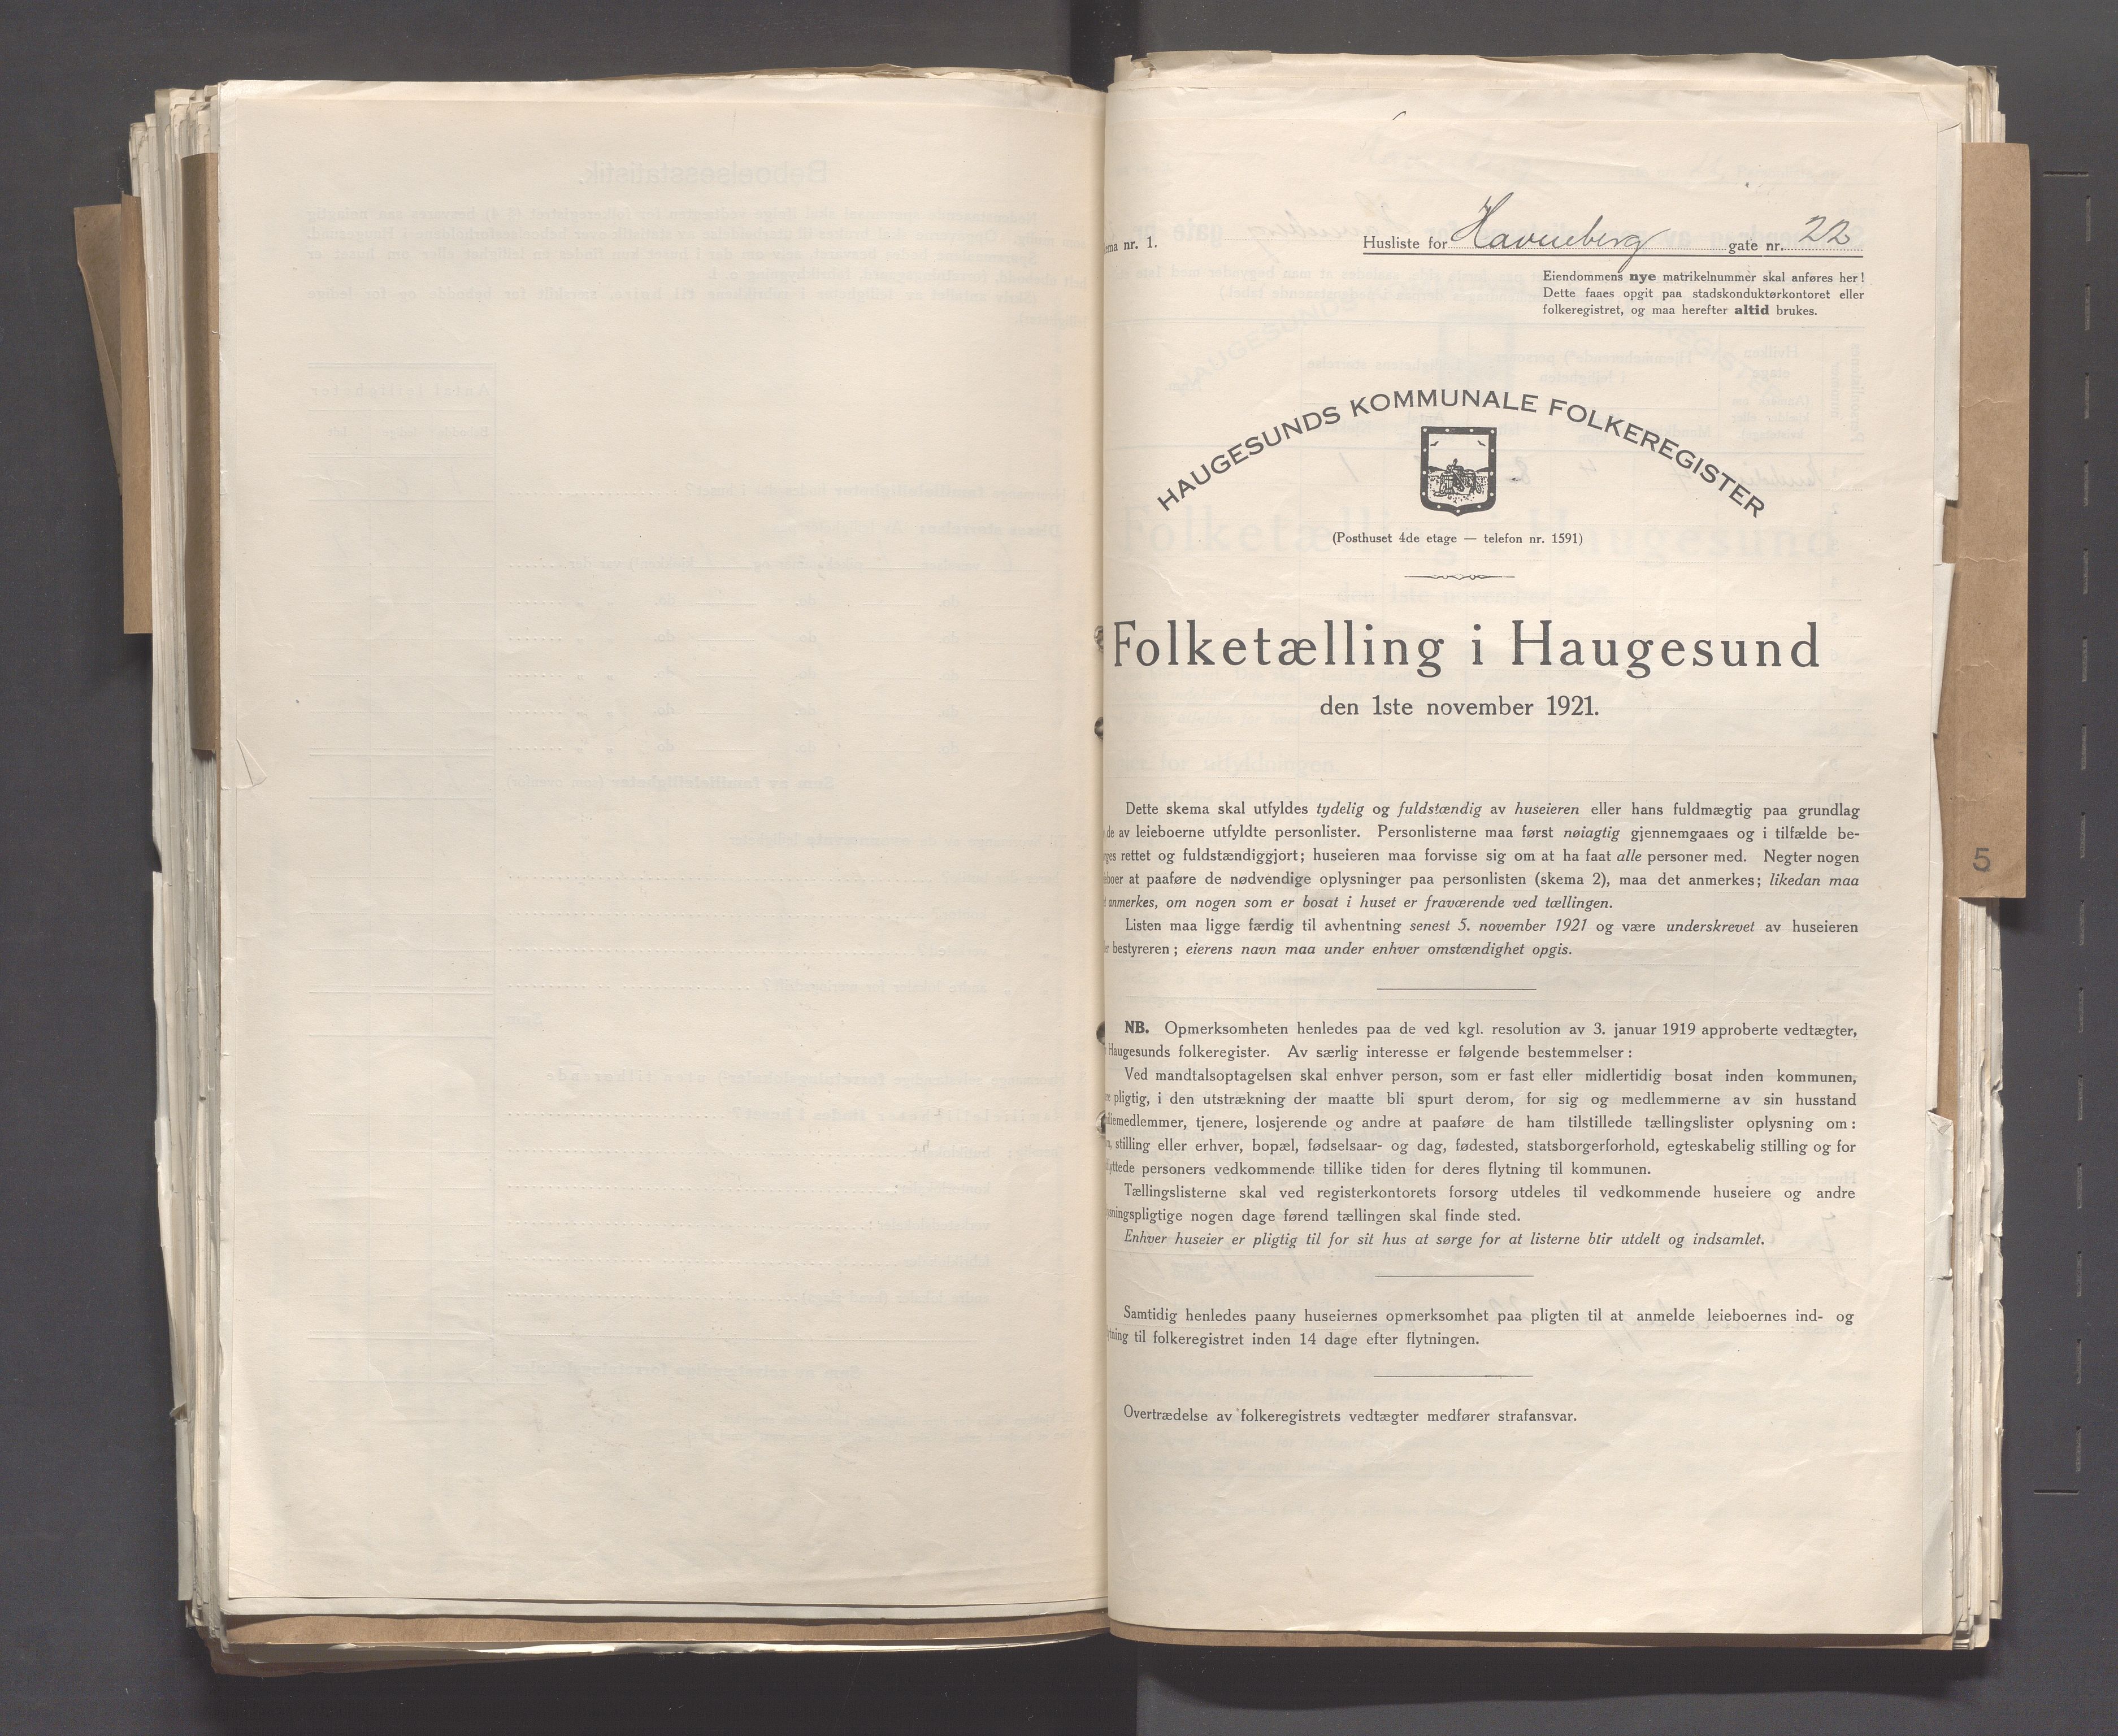 ema nr. 1.
Husliste for Havneberg gate nr. 22
Eiendommens nye matrikelnummer skal anføres her!
Dette faaes opgit paa stadskonduktørkontoret eller
folkeregistret, og maa herefter altid brukes.
HAUGESUNDS KOMMUNALE FOLKEREGISTER
(Posthuset 4de etage — telefon nr. 1591)
Folketælling i Haugesund
den 1ste november 1921.
Dette skema skal utfyldes tydelig og fuldstændig av huseieren eller hans fuldmægtig paa grundlag
de av leieboerne utfyldte personlister. Personlisterne maa først nøiagtig gjennemgaaes og i tilfælde be-
rettet og fuldstændiggjort; huseieren maa forvisse sig om at ha faat alle personer med. Negter nogen
boer at paaføre de nødvendige oplysninger paa personlisten (skema 2), maa det anmerkes; likedan maa
anmerkes, om nogen som er bosat i huset er fraværende ved tællingen.
Listen maa ligge færdig til avhentning senest 5. november 1921 og være underskrevet av huseieren
bestyreren; eierens navn maa under enhver omstændighet opgis.
NB. Opmerksomheten henledes paa de ved kgl. resolution av 3. januar 1919 approberte vedtægter,
Haugesunds folkeregister. Av særlig interesse er følgende bestemmelser:
Ved mandtalsoptagelsen skal enhver person, som er fast eller midlertidig bosat inden kommunen,
pligtig, i den utstrækning der maatte bli spurt derom, for sig og medlemmerne av sin husstand
iemedlemmer, tjenere, losjerende og andre at paaføre de ham tilstillede tællingslister oplysning om:
stilling eller erhver, bopæl, fødselsaar- og dag, fødested, statsborgerforhold, egteskabelig stilling og for
yttede personers vedkommende tillike tiden for deres flytning til kommunen.
Tællingslisterne skal ved registerkontorets forsorg utdeles til vedkommende huseiere og andre
ningspligtige nogen dage førend tællingen skal finde sted.
Enhver huseier er pligtig til for sit hus at sørge for at listerne blir utdelt og indsamlet.
Samtidig henledes paany huseiernes opmerksomhet paa pligten til at anmelde leieboernes ind- og
tning til folkeregistret inden 14 dage efter flytningen.
Overtrædelse av folkeregistrets vedtægter medfører strafansvar.
5